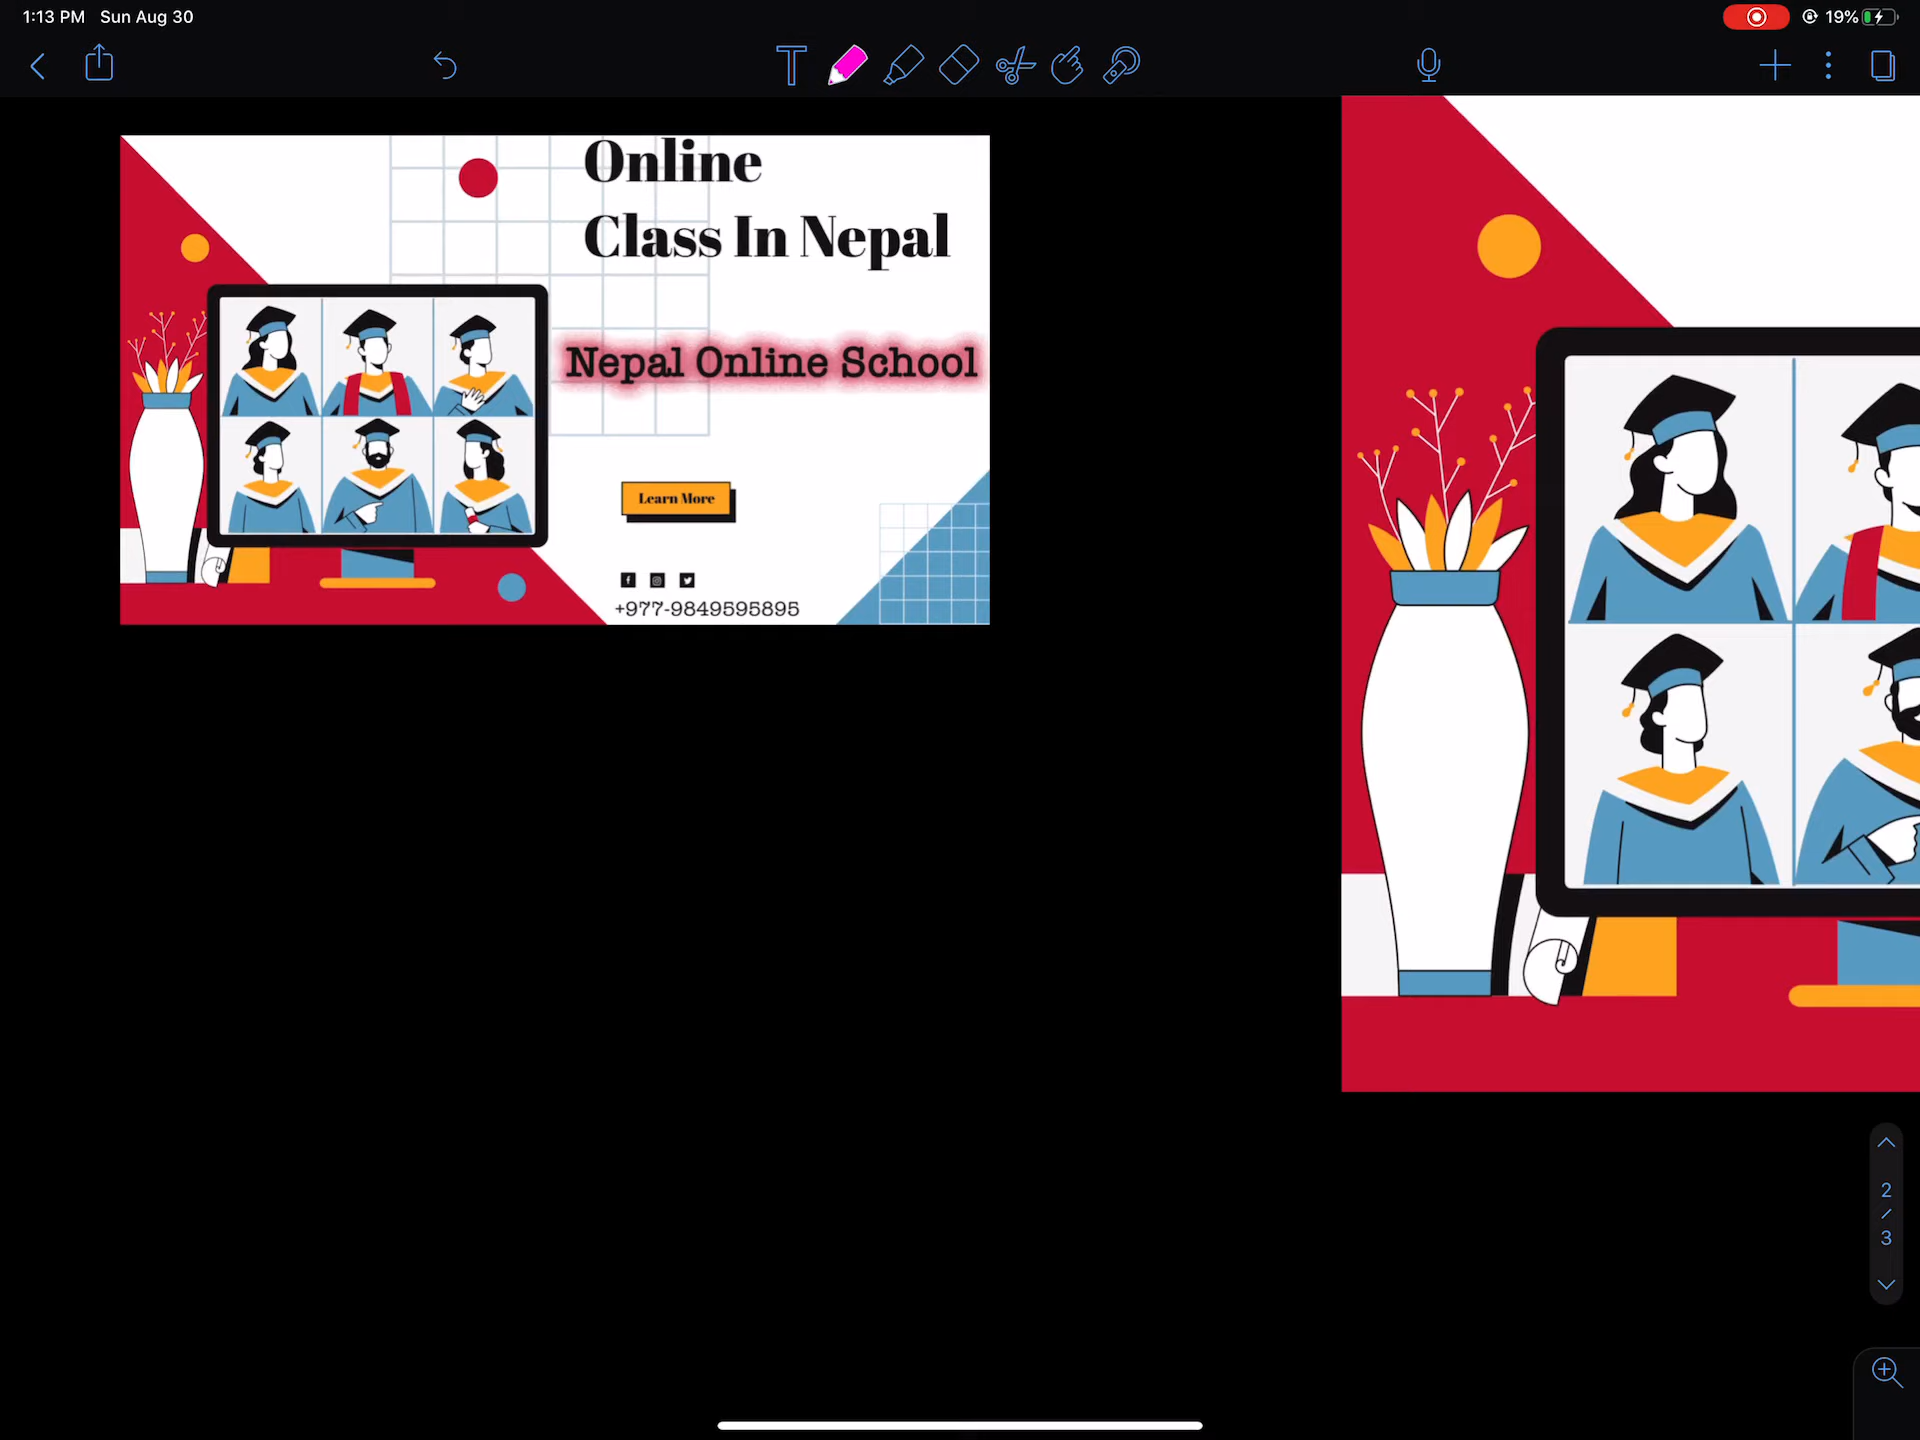 1:13 PM Sun Aug 30
19%
T
Online
Class In Nepal
Nepal Online School
Learn More
+977-9849595895
2
/
3